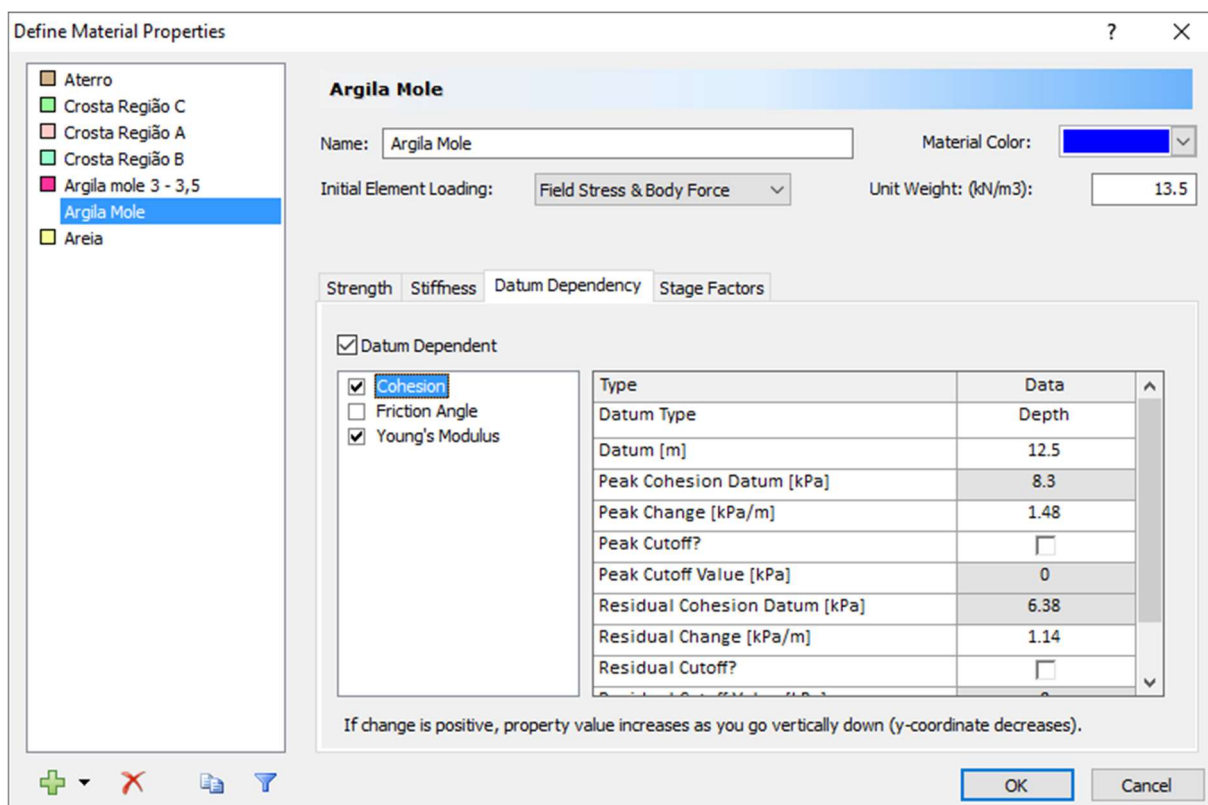 Define Material Properties
?
Aterro
Crosta Região C
Crosta Região A
Crosta Região B
Argila mole 3 - 3,5
Argila Mole
Areia
Argila Mole
Name: Argila Mole Material Color:
Initial Element Loading: Field Stress & Body Force Unit Weight: (kN/m3): 13.5
Strength Stiffness Datum Dependency Stage Factors
Datum Dependent
Cohesion
Friction Angle
Young's Modulus
Type Data
Datum Type Depth
Datum [m] 12.5
Peak Cohesion Datum [kPa] 8.3
Peak Change [kPa/m] 1.48
Peak Cutoff?
Peak Cutoff Value [kPa] 0
Residual Cohesion Datum [kPa] 6.38
Residual Change [kPa/m] 1.14
Residual Cutoff?
If change is positive, property value increases as you go vertically down (y-coordinate decreases).
OK Cancel